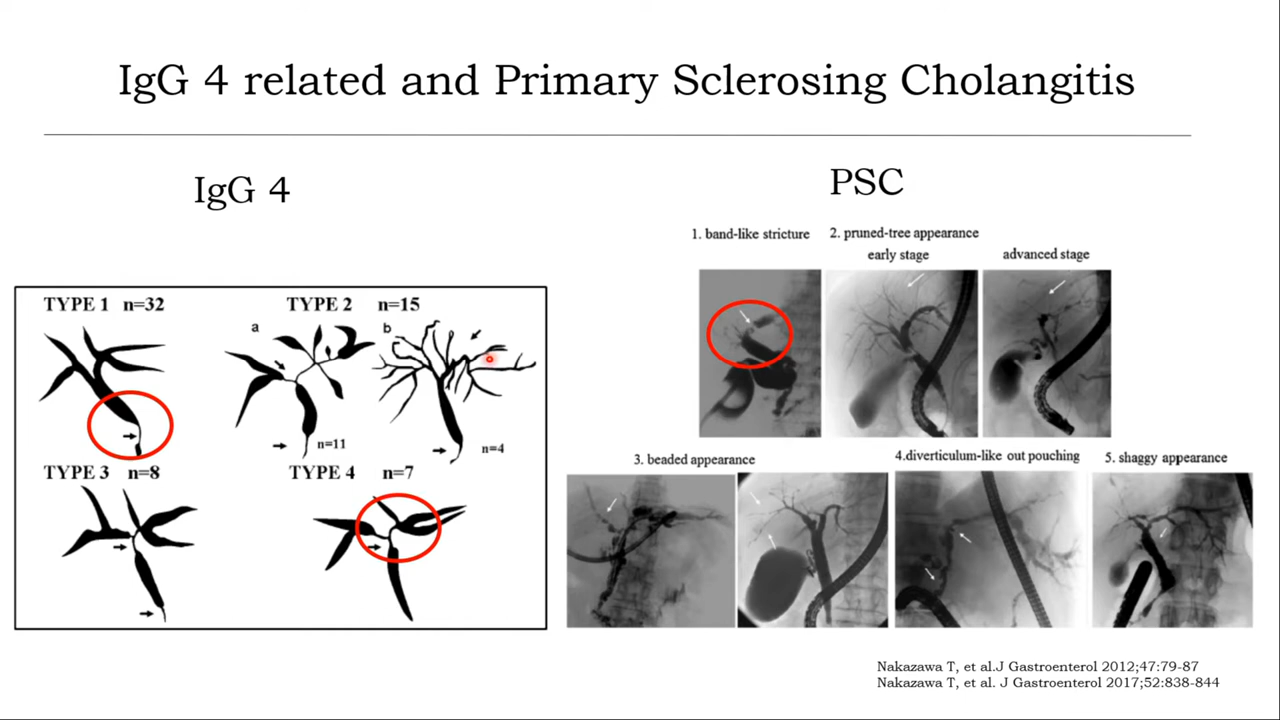 IgG 4 related and Primary Sclerosing Cholangitis
IgG 4
TYPE 1 n=32
TYPE 2 n=15
a
b
n=11
n=4
TYPE 3 n=8
TYPE 4 n=7
PSC
1. band-like stricture
2. pruned-tree appearance
early stage
advanced stage
3. beaded appearance
4.diverticulum-like out pouching
5. shaggy appearance
Nakazawa T, et al.J Gastroenterol 2012;47:79-87
Nakazawa T, et al. J Gastroenterol 2017;52:838-844